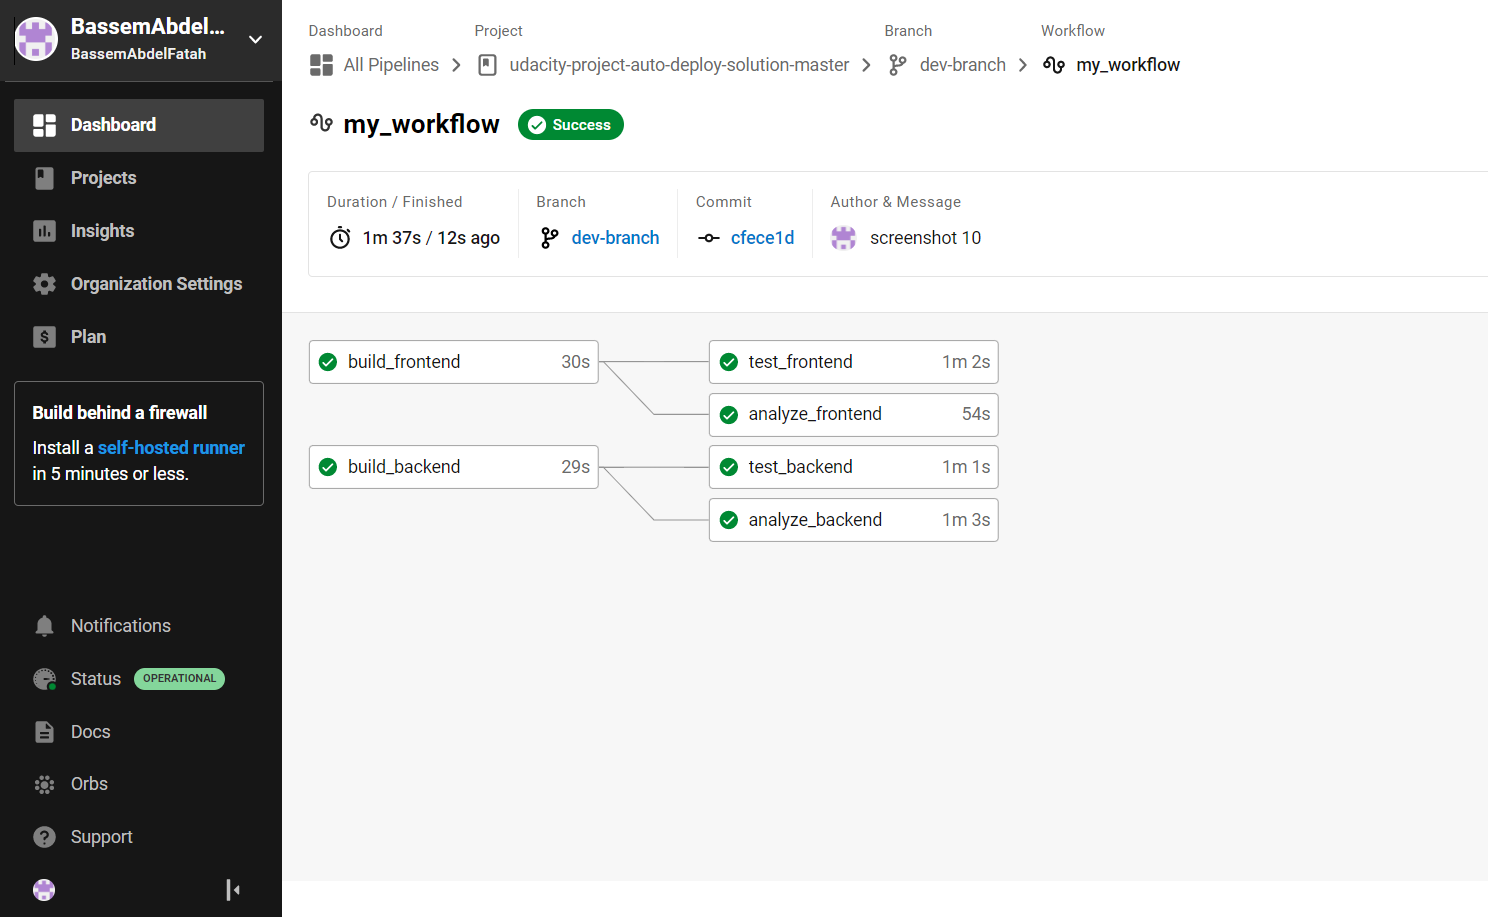 BassemAbdel...
BassemAbdelFatah
Dashboard
Projects
Insights
Organization Settings
Plan
Build behind a firewall
Install a self-hosted runner
in 5 minutes or less.
Notifications
Status OPERATIONAL
Docs
Orbs
Support
Dashboard Project Branch Workflow
All Pipelines udacity-project-auto-deploy-solution-master dev-branch my_workflow
my_workflow Success
Duration / Finished Branch Commit Author & Message
1m 37s / 12s ago dev-branch cfece1d screenshot 10
build_frontend 30s test_frontend 1m 2s
analyze_frontend 54s
build_backend 29s test_backend 1m 1s
analyze_backend 1m 3s